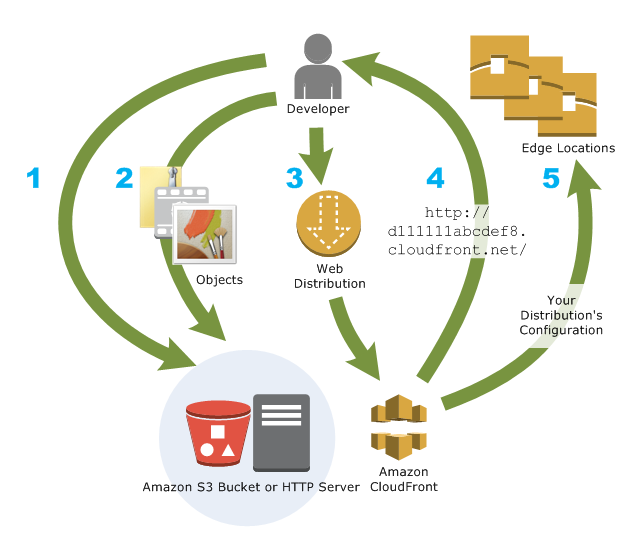 Developer
Edge Locations
1
2
3
4
5
http://
d111111abcdef8.
cloudfront.net/
Objects
Web
Distribution
Your
Distribution's
Configuration
Amazon S3 Bucket or HTTP Server
Amazon
CloudFront